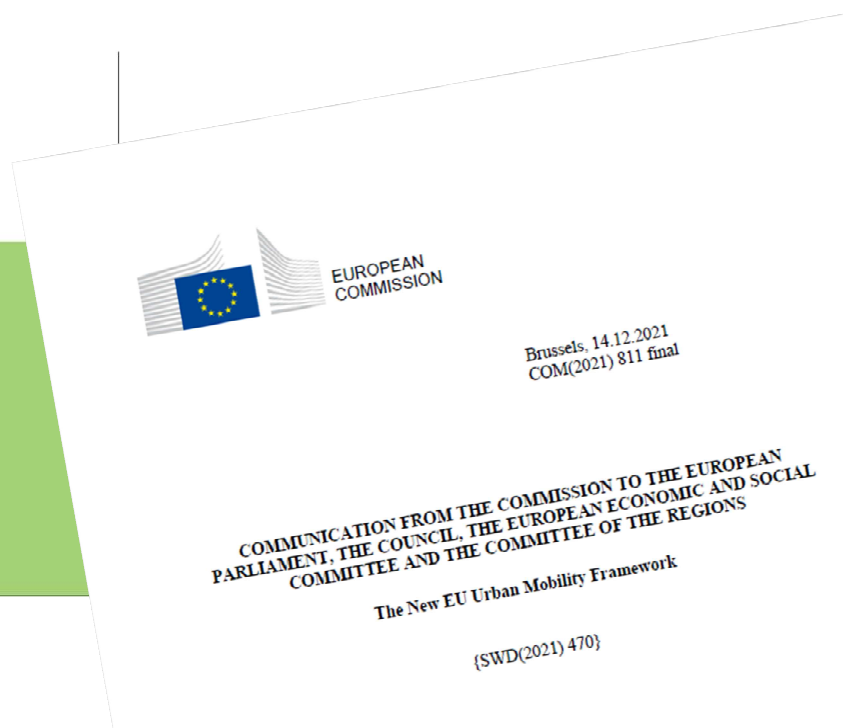 EUROPEAN
COMMISSION
Brussels, 14.12.2021
COM(2021) 811 final
COMMUNICATION FROM THE COMMISSION TO THE EUROPEAN
PARLIAMENT, THE COUNCIL, THE EUROPEAN ECONOMIC AND SOCIAL
COMMITTEE AND THE COMMITTEE OF THE REGIONS
The New EU Urban Mobility Framework
{SWD(2021) 470}